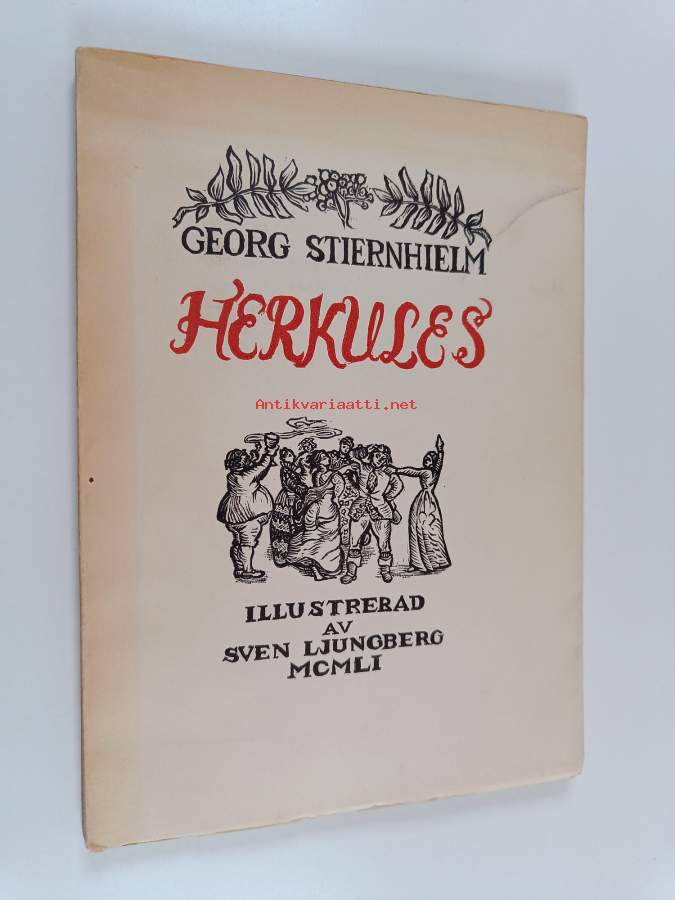 GEORG STIERNHIELM
HERKULES
Antikvariaatti.net
ILLUSTRERAD
AV
SVEN LJUNGBERG
MCMLI